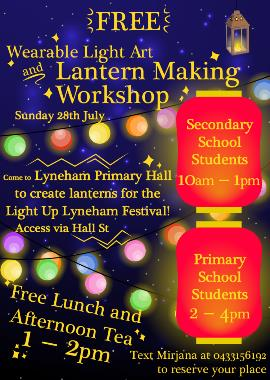 FREE
Wearable Light Art
and Lantern Making
Workshop
Sunday 28th July
Secondary
School
Students
10am – 1pm
Come to Lyneham Primary Hall
to create lanterns for the
Light Up Lyneham Festival!
Access via Hall St
Primary
School
Students
2 – 4pm
Free Lunch and
Afternoon Tea
1 – 2pm
Text Mirjana at 0433156192
to reserve your place